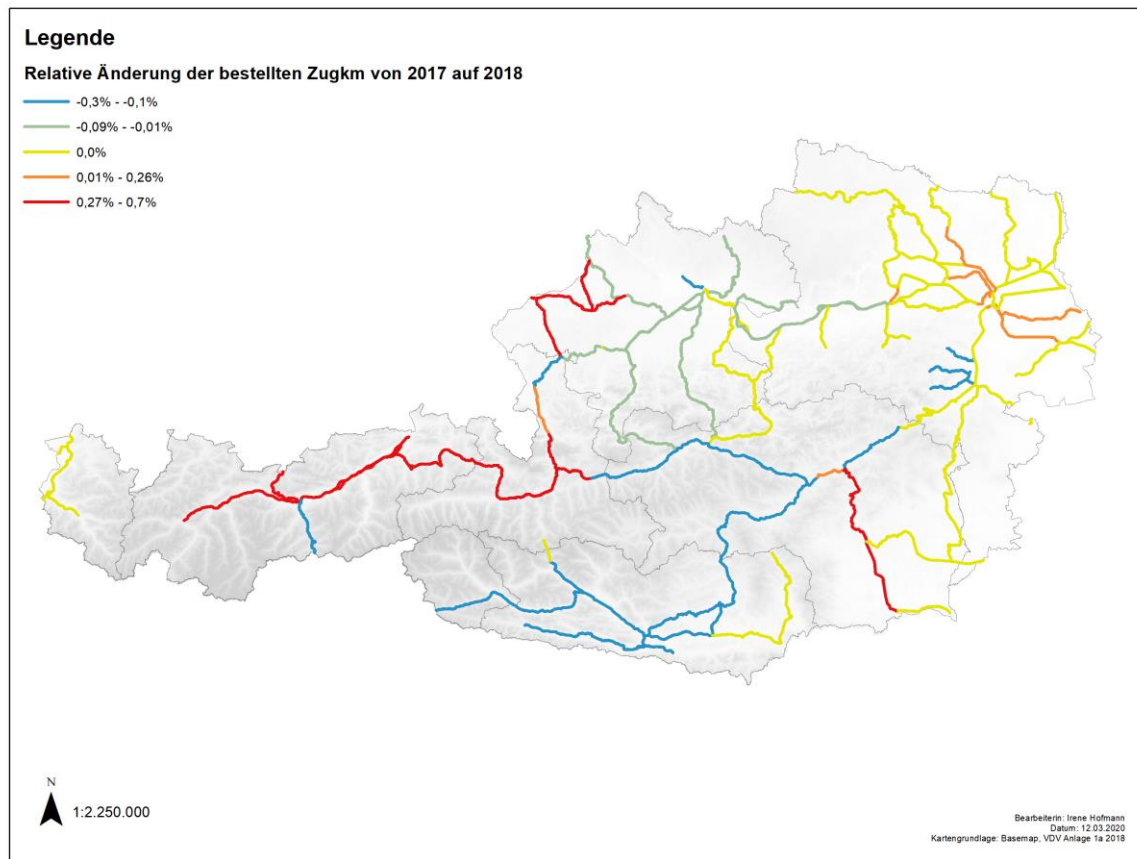 Legende
Relative Änderung der bestellten Zugkm von 2017 auf 2018
-0,3% - -0,1%
-0,09% - -0,01%
0,0%
0,01% - 0,26%
0,27% - 0,7%
N
1:2.250.000
Bearbeiterin: Irene Hofmann
Datum: 12.03.2020
Kartengrundlage: Basemap, VDV Anlage 1a 2018